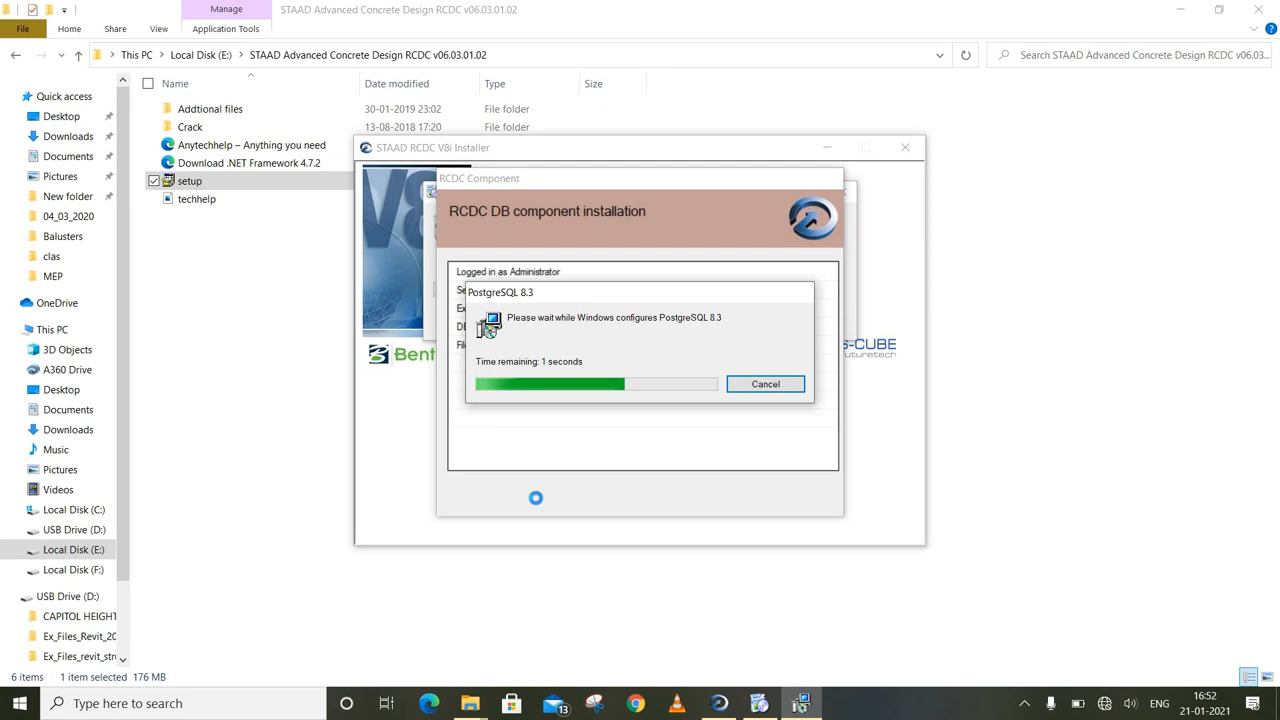 Manage
STAAD Advanced Concrete Design RCDC v06.03.01.02
File
Home
Share
View
Application Tools
This PC
Local Disk (E:)
STAAD Advanced Concrete Design RCDC v06.03.01.02
Search STAAD Advanced Concrete Design RCDC v06.03...
Name
Date modified
Type
Size
Addtional files
30-01-2019 23:02
File folder
Crack
13-08-2018 17:20
File folder
Anytechhelp – Anything you need
Download .NET Framework 4.7.2
setup
techhelp
Quick access
Desktop
Downloads
Documents
Pictures
New folder
04_03_2020
Balusters
clas
MEP
OneDrive
This PC
3D Objects
A360 Drive
Desktop
Documents
Downloads
Music
Pictures
Videos
Local Disk (C:)
USB Drive (D:)
Local Disk (E:)
Local Disk (F:)
USB Drive (D:)
CAPITOL HEIGHT
Ex_Files_Revit_20
Ex_Files_revit_str
STAAD RCDC V8i Installer
RCDC Component
RCDC DB component installation
Logged in as Administrator
PostgreSQL 8.3
Please wait while Windows configures PostgreSQL 8.3
Time remaining: 1 seconds
Cancel
Bent
S-CUBE
futuretech
6 items
1 item selected
176 MB
Type here to search
13
ENG
16:52
21-01-2021